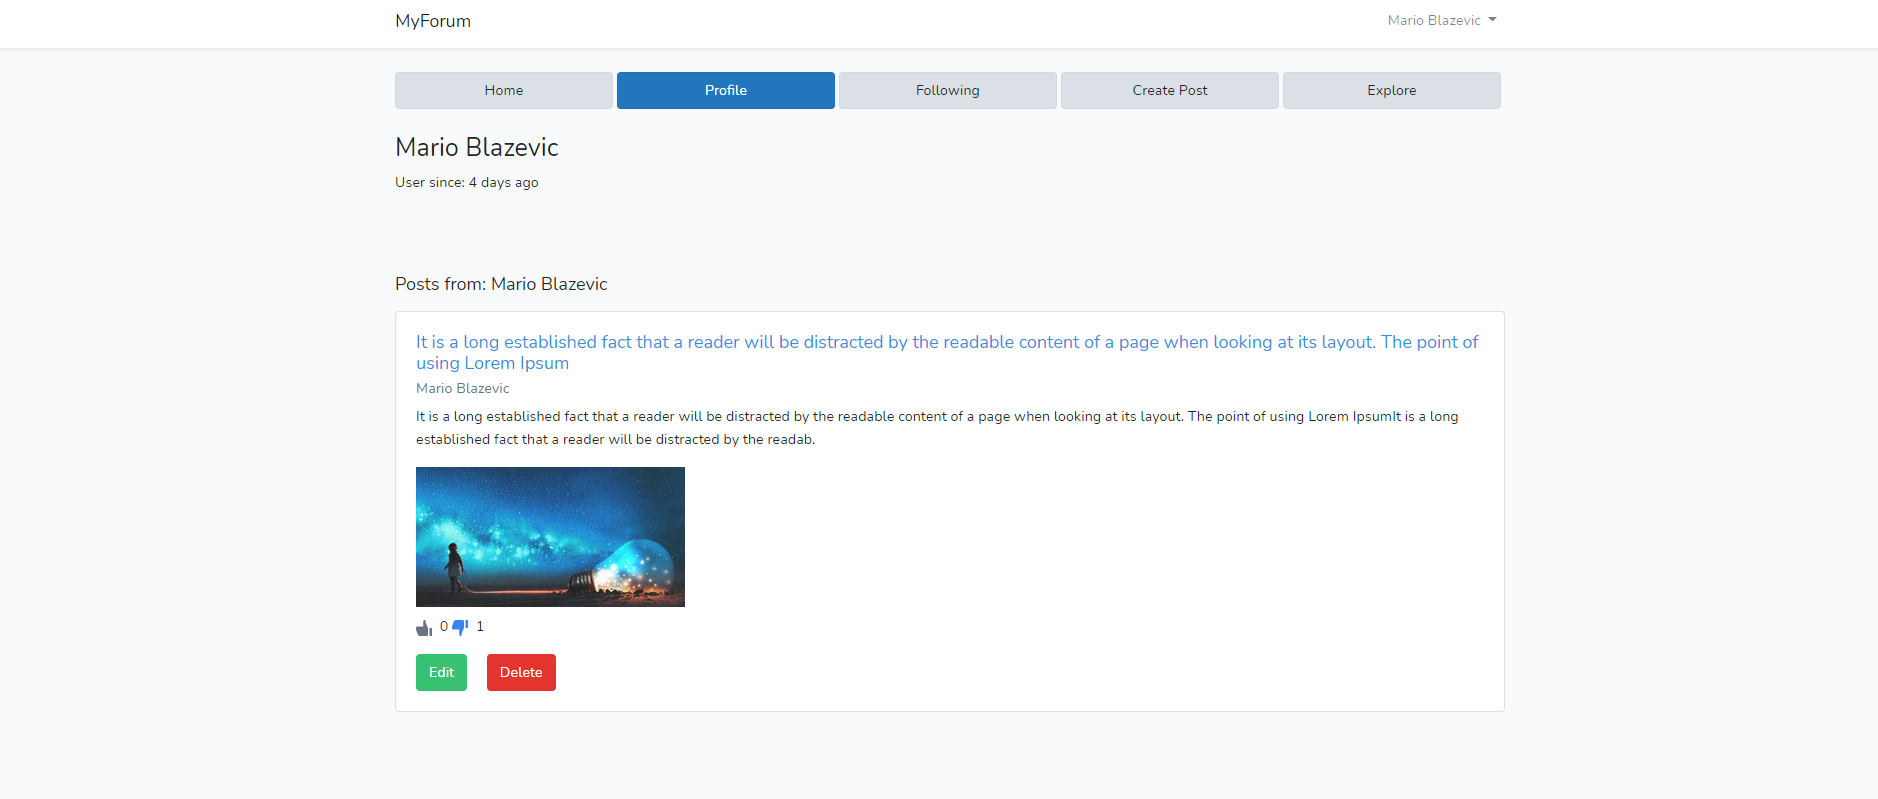 MyForum
Mario Blazevic
Home
Profile
Following
Create Post
Explore
Mario Blazevic
User since: 4 days ago
Posts from: Mario Blazevic
It is a long established fact that a reader will be distracted by the readable content of a page when looking at its layout. The point of
using Lorem Ipsum
Mario Blazevic
It is a long established fact that a reader will be distracted by the readable content of a page when looking at its layout. The point of using Lorem IpsumIt is a long
established fact that a reader will be distracted by the readab.
0 1
Edit
Delete